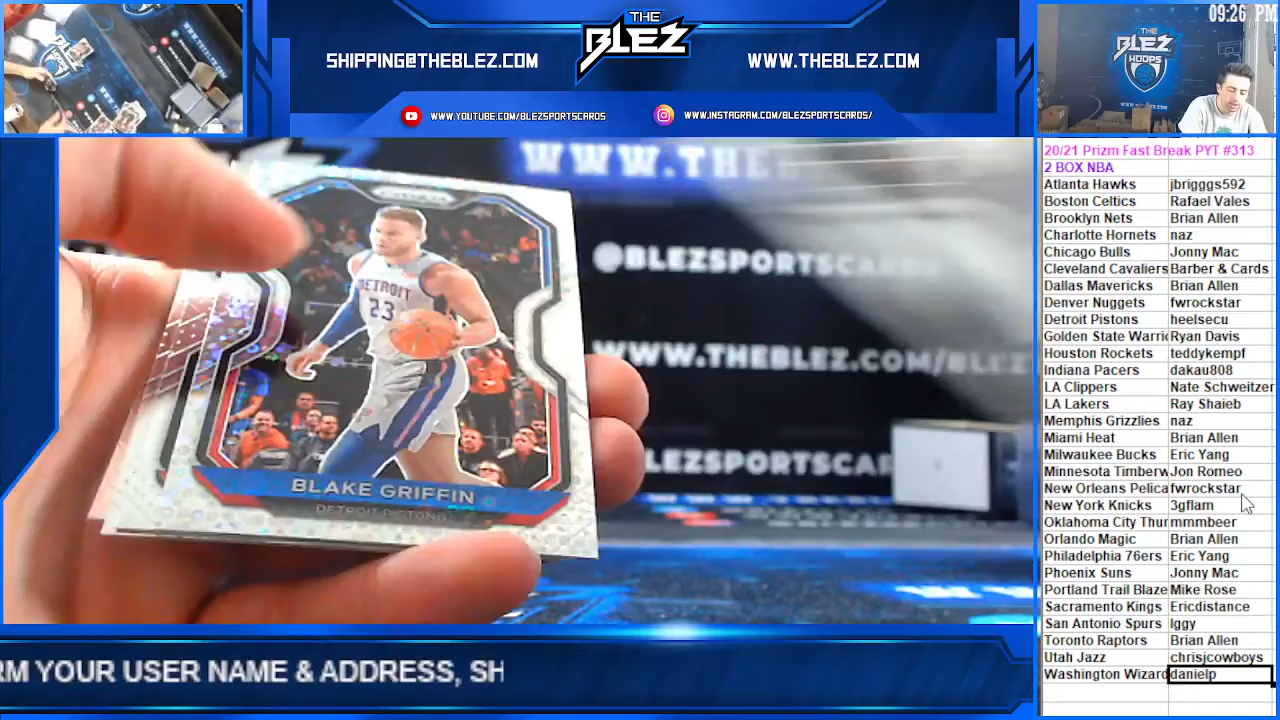 09:26 PM
THE
BLEZ
SHIPPING@THEBLEZ.COM
WWW.THEBLEZ.COM
WWW.YOUTUBE.COM/BLEZSPORTSCARDS
WWW.INSTAGRAM.COM/BLEZSPORTSCARDS/
THE
BLEZ
HOOPS
WWW.THE
@BLEZSPORTSCARDS
WWW.THEBLEZ.COM/BLEZ
LEZSPORTSCA
PRIZM
DETROIT
23
BLAKE GRIFFIN
DETROIT PISTONS
20/21 Prizm Fast Break PYT #313
2 BOX NBA
Atlanta Hawks jbrigggs592
Boston Celtics Rafael Vales
Brooklyn Nets Brian Allen
Charlotte Hornets naz
Chicago Bulls Jonny Mac
Cleveland Cavaliers Barber & Cards
Dallas Mavericks Brian Allen
Denver Nuggets fwrockstar
Detroit Pistons heelsecu
Golden State Warri Ryan Davis
Houston Rockets teddykempf
Indiana Pacers dakau808
LA Clippers Nate Schweitzer
LA Lakers Ray Shaieb
Memphis Grizzlies naz
Miami Heat Brian Allen
Milwaukee Bucks Eric Yang
Minnesota Timberw Jon Romeo
New Orleans Pelica fwrockstar
New York Knicks 3gflam
Oklahoma City Thun mmmbeer
Orlando Magic Brian Allen
Philadelphia 76ers Eric Yang
Phoenix Suns Jonny Mac
Portland Trail Blaze Mike Rose
Sacramento Kings Ericdistance
San Antonio Spurs Iggy
Toronto Raptors Brian Allen
Utah Jazz chrisjcowboys
Washington Wizard danielp
RM YOUR USER NAME & ADDRESS, SH